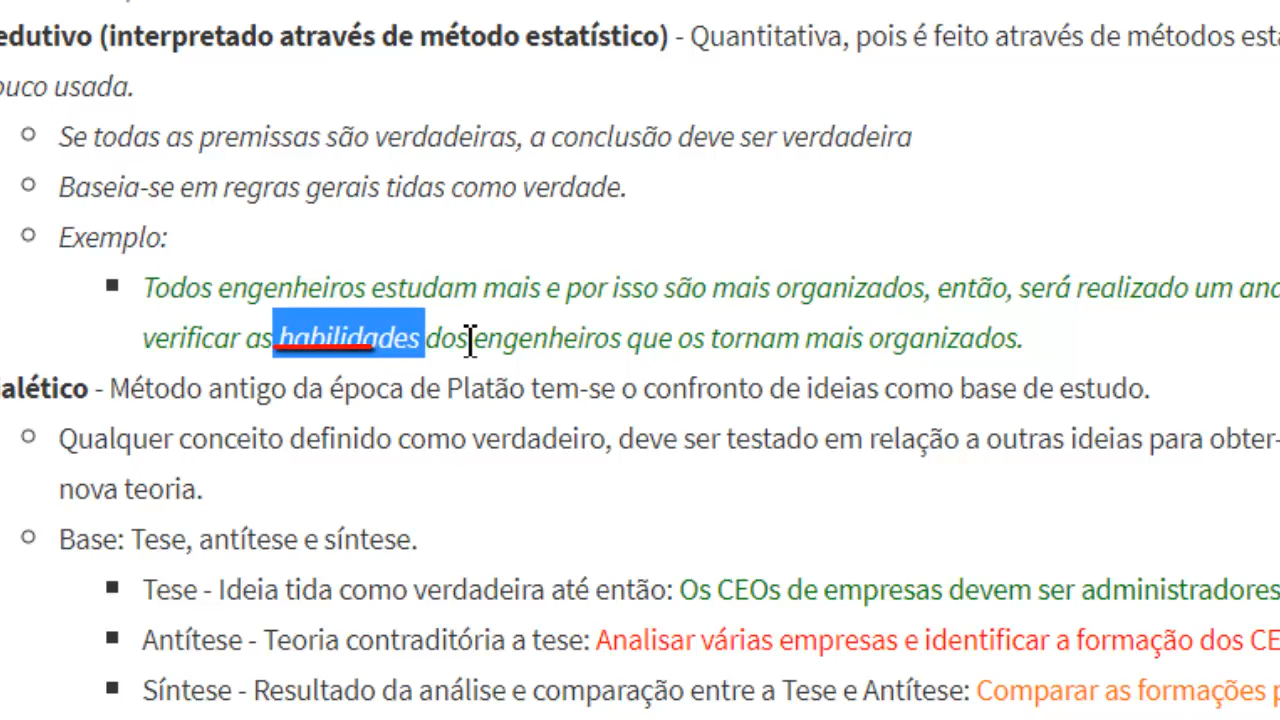 edutivo (interpretado através de método estatístico) - Quantitativa, pois é feito através de métodos est
ouco usada.
Se todas as premissas são verdadeiras, a conclusão deve ser verdadeira
Baseia-se em regras gerais tidas como verdade.
Exemplo:
Todos engenheiros estudam mais e por isso são mais organizados, então, será realizado um
verificar as habilidades dos engenheiros que os tornam mais organizados.
alético - Método antigo da época de Platão tem-se o confronto de ideias como base de estudo.
Qualquer conceito definido como verdadeiro, deve ser testado em relação a outras ideias para obter-
nova teoria.
Base: Tese, antítese e síntese.
Tese - Ideia tida como verdadeira até então: Os CEOs de empresas devem ser administradores
Antítese - Teoria contraditória a tese: Analisar várias empresas e identificar a formação dos CE
Síntese - Resultado da análise e comparação entre a Tese e Antítese: Comparar as formações p